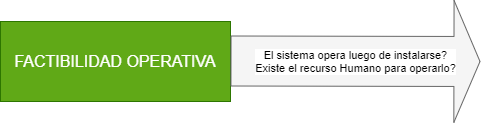 FACTIBILIDAD OPERATIVA
El sistema opera luego de instalarse?
Existe el recurso Humano para operarlo?